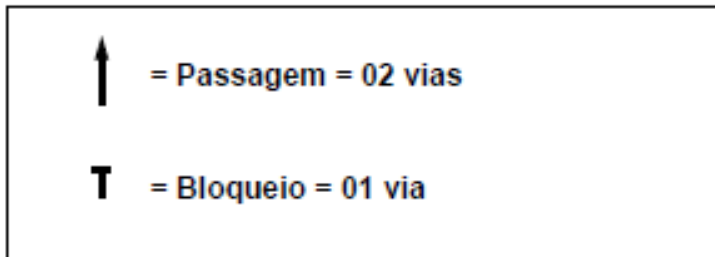 = Passagem = 02 vias
= Bloqueio = 01 via